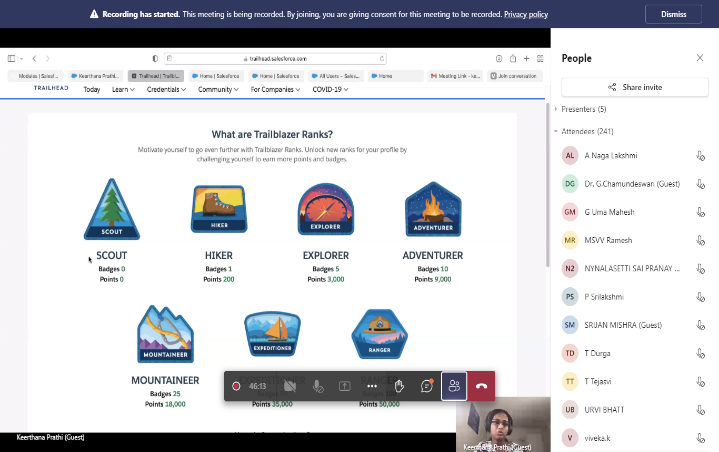 Recording has started. This meeting is being recorded. By joining, you are giving consent for this meeting to be recorded. Privacy policy
Dismiss
trailhead.salesforce.com
Modules | Salesf...
Keerthana Prathi...
Trailhead | Trailbl...
Home | Salesforce
Home | Salesforce
All Users ~ Sales...
Home
Meeting Link - ke...
Join conversation
TRAILHEAD
Today
Learn
Credentials
Community
For Companies
COVID-19
What are Trailblazer Ranks?
Motivate yourself to go even further with Trailblazer Ranks. Unlock new ranks for your profile by
challenging yourself to earn more points and badges.
SCOUT
HIKER
EXPLORER
ADVENTURER
SCOUT
HIKER
EXPLORER
ADVENTURER
Badges 0
Badges 1
Badges 5
Badges 10
Points 0
Points 200
Points 3,000
Points 9,000
MOUNTAINEER
EXPEDITIONER
RANGER
MOUNTAINEER
Badges 25
Points 18,000
Points 35,000
Points 50,000
46:13
Keerthana Prathi (Guest)
Keerthana Prathi (Guest)
People
Share invite
Presenters (5)
Attendees (241)
AL A Naga Lakshmi
DG Dr. G.Chamundeswari (Guest)
GM G Uma Mahesh
MR MSVV Ramesh
N2 NYNALASETTI SAI PRANAY ...
PS P Srilakshmi
SM SRIJAN MISHRA (Guest)
TD T Durga
TT T Tejasvi
UB URVI BHATT
V viveka.k